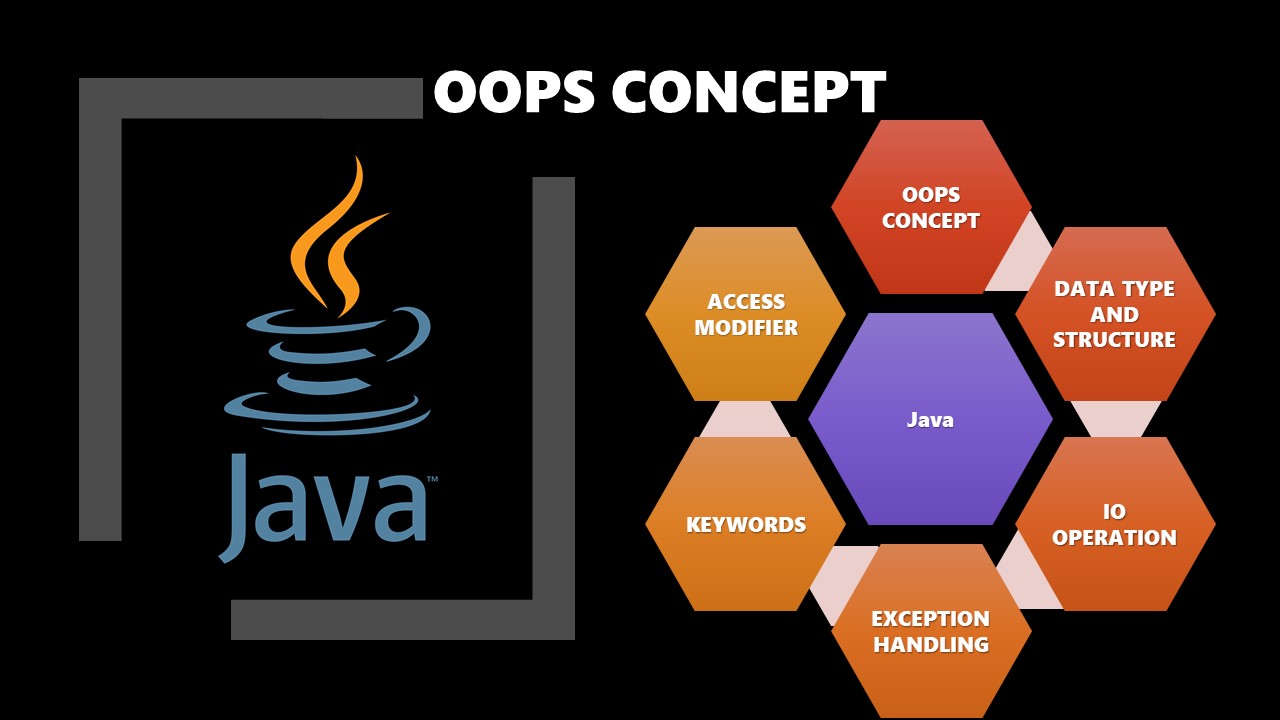 OOPS CONCEPT
Java™
OOPS
CONCEPT
DATA TYPE
AND
STRUCTURE
IO
OPERATION
EXCEPTION
HANDLING
KEYWORDS
ACCESS
MODIFIER
Java